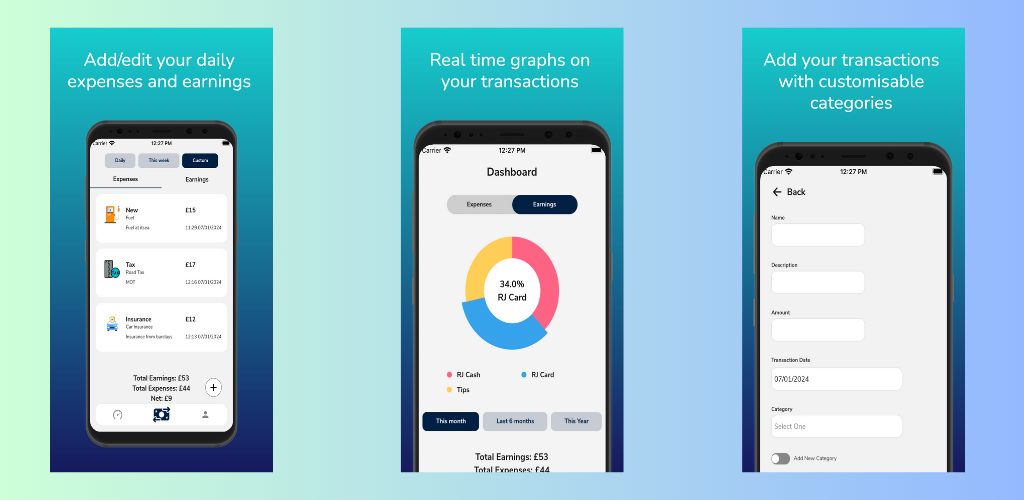 Add/edit your daily
expenses and earnings
Carrier
12:27 PM
Daily
This week
Custom
Expenses
Earnings
New
£15
Fuel
Fuel at
11:29 07/01/2024
Tax
£17
Road Tax
MOT
12:16 07/01/2024
Insurance
£12
Car Insurance
Insurance from barclays
12:13 07/01/2024
Total Earnings: £53
Total Expenses: £44
Net: £9
+
Real time graphs on
your transactions
Carrier
12:27 PM
Dashboard
Expenses
Earnings
34.0%
RJ Card
RJ Cash
RJ Card
Tips
This month
Last 6 months
This Year
Total Earnings: £53
Total Expenses: £44
Add your transactions
with customisable
categories
Carrier
12:27 PM
Back
Name
Description
Amount
Transaction Date
07/01/2024
Category
Select One
Add New Category